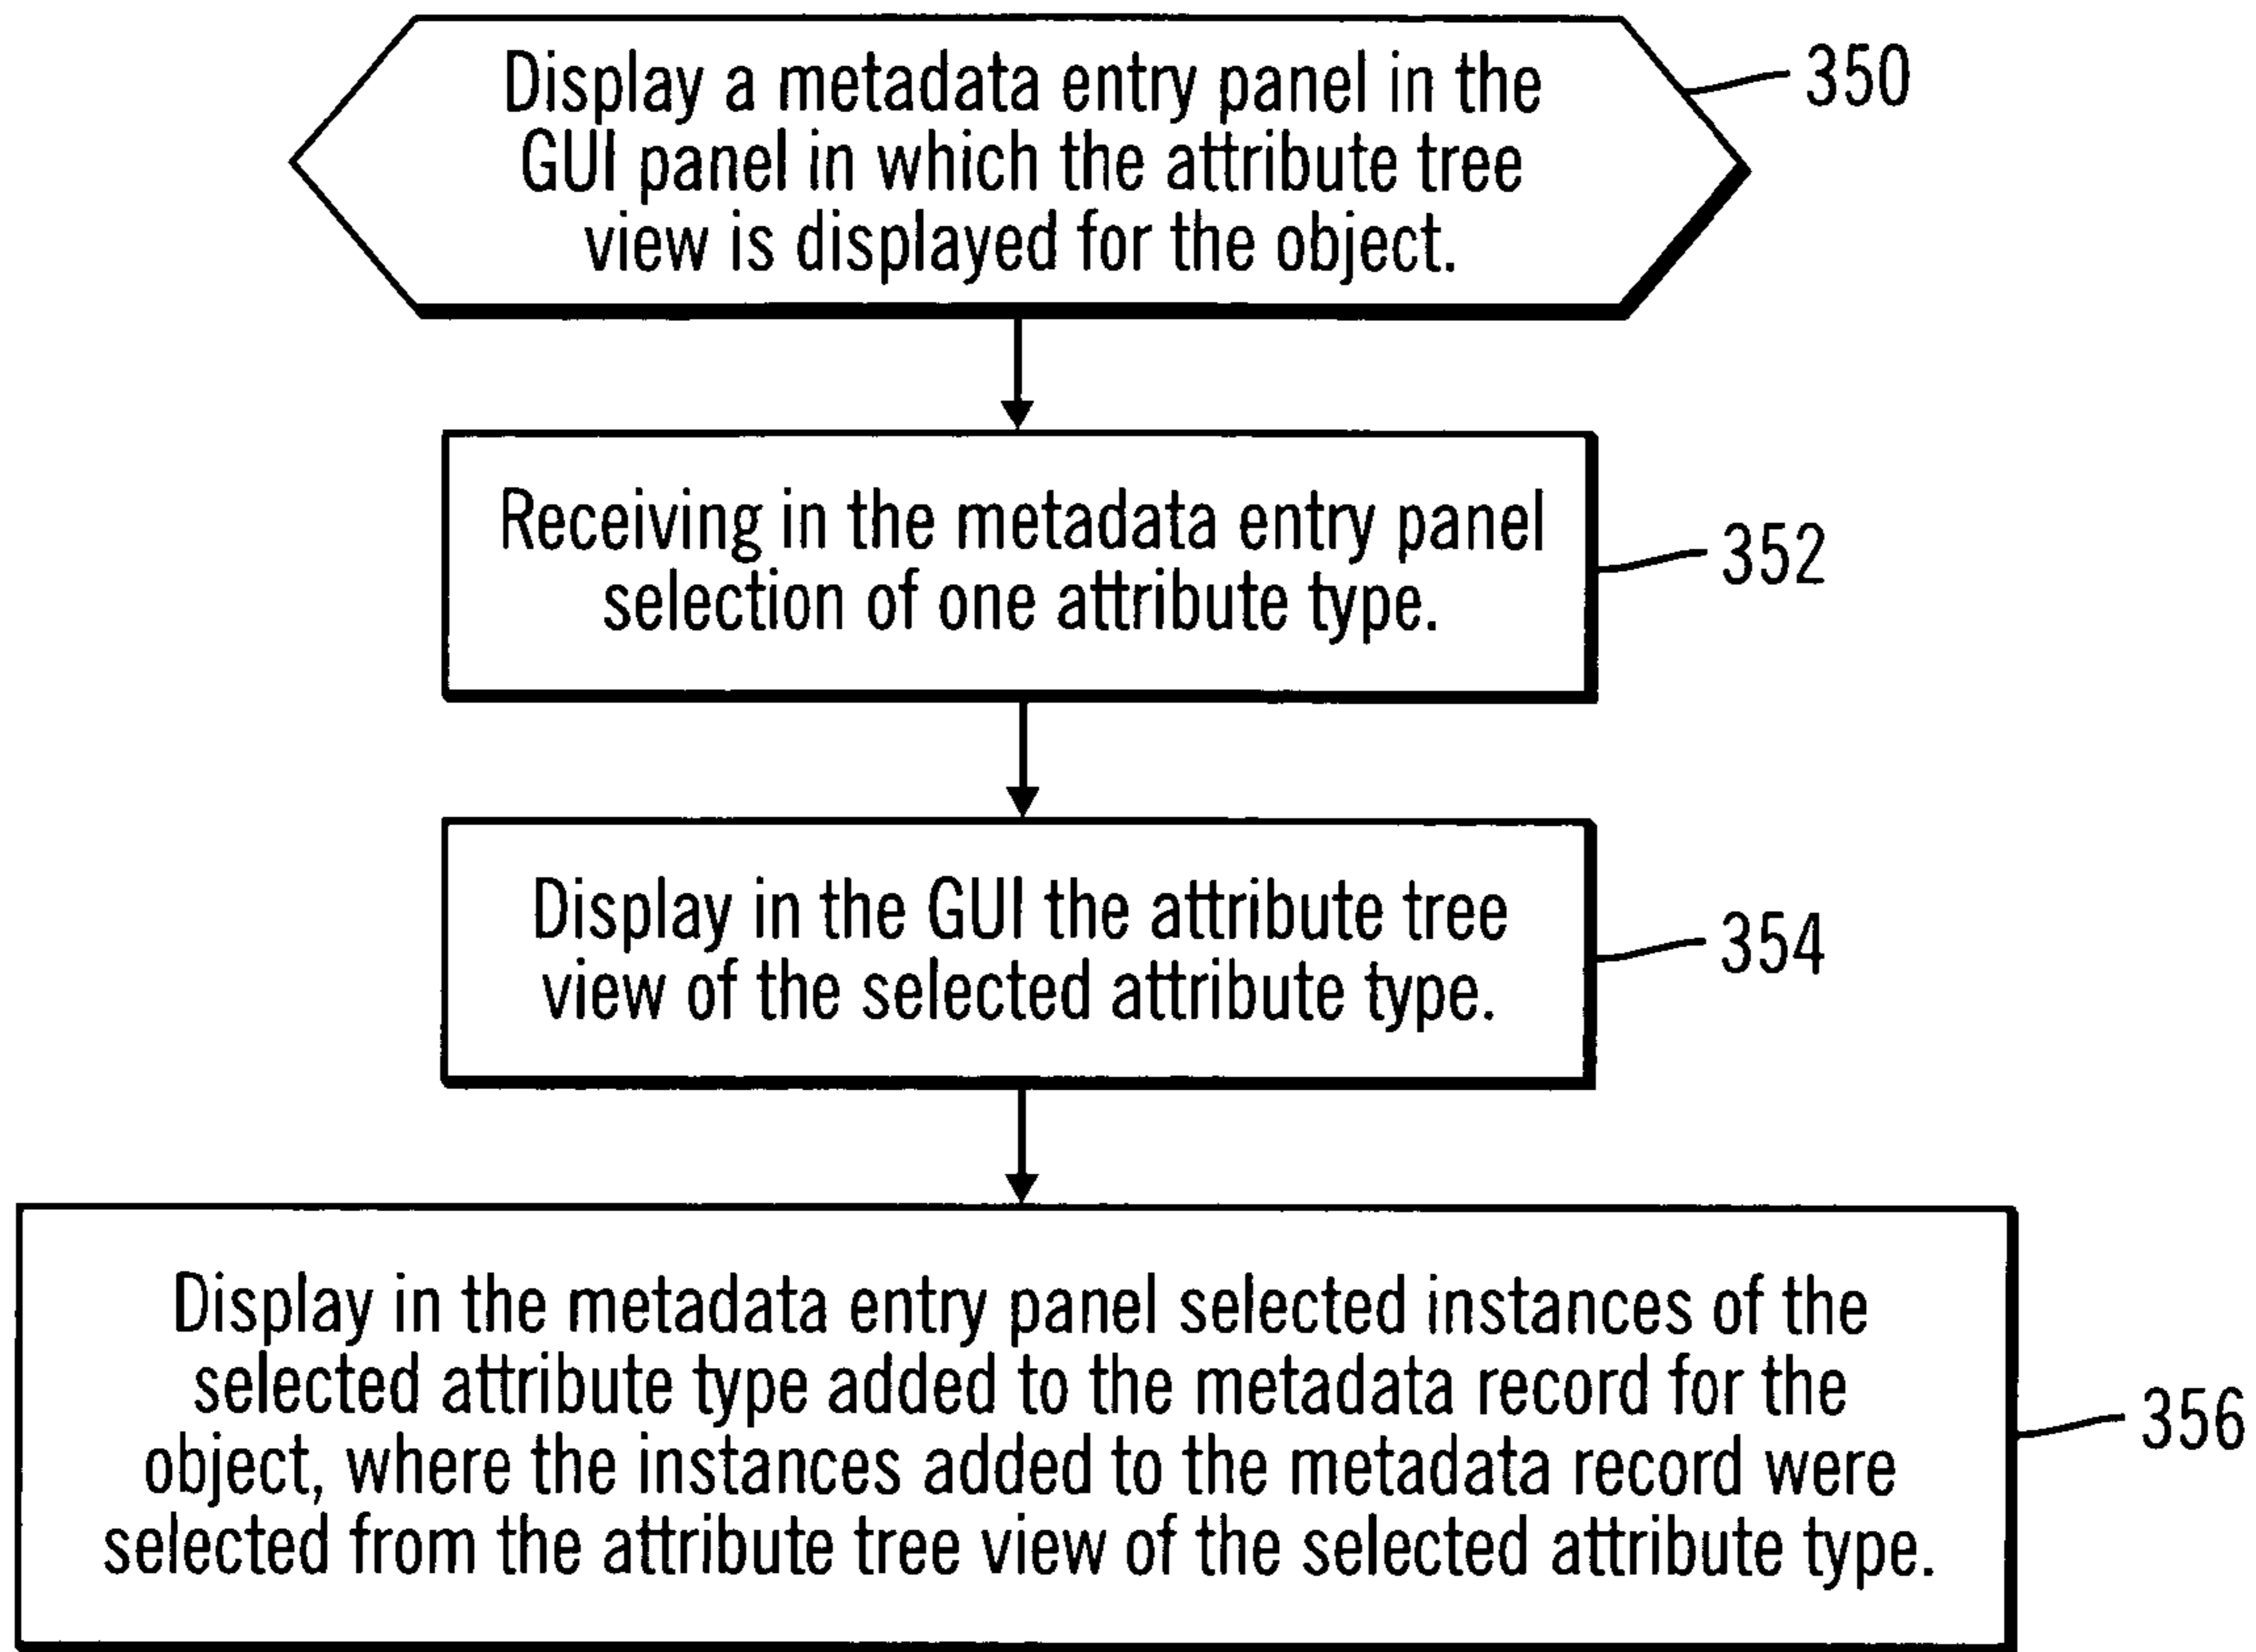 Display a metadata entry panel in the
GUI panel in which the attribute tree
view is displayed for the object.
350
Receiving in the metadata entry panel
selection of one attribute type.
352
Display in the GUI the attribute tree
view of the selected attribute type.
354
Display in the metadata entry panel selected instances of the
selected attribute type added to the metadata record for the
object, where the instances added to the metadata record were
selected from the attribute tree view of the selected attribute type.
356